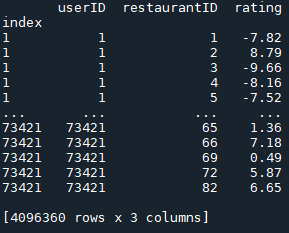 userID restaurantID rating
index
1 1 1 -7.82
1 1 2 8.79
1 1 3 -9.66
1 1 4 -8.16
1 1 5 -7.52
... ... ... ...
73421 73421 65 1.36
73421 73421 66 7.18
73421 73421 69 0.49
73421 73421 72 5.87
73421 73421 82 6.65
[4096360 rows x 3 columns]